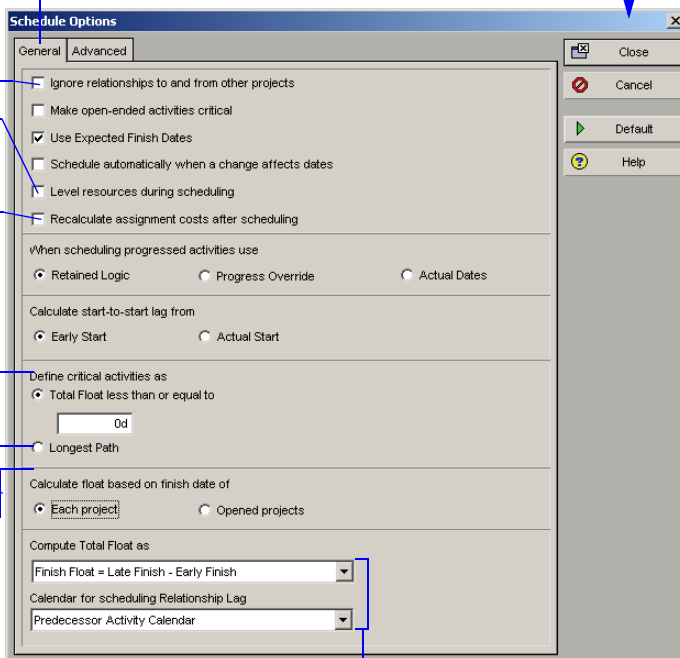 Schedule Options
General Advanced
Ignore relationships to and from other projects
Make open-ended activities critical
Use Expected Finish Dates
Schedule automatically when a change affects dates
Level resources during scheduling
Recalculate assignment costs after scheduling
When scheduling progressed activities use
Retained Logic Progress Override Actual Dates
Calculate start-to-start lag from
Early Start Actual Start
Define critical activities as
Total Float less than or equal to
0d
Longest Path
Calculate float based on finish date of
Each project Opened projects
Compute Total Float as
Finish Float = Late Finish - Early Finish
Calendar for scheduling Relationship Lag
Predecessor Activity Calendar
Close
Cancel
Default
Help